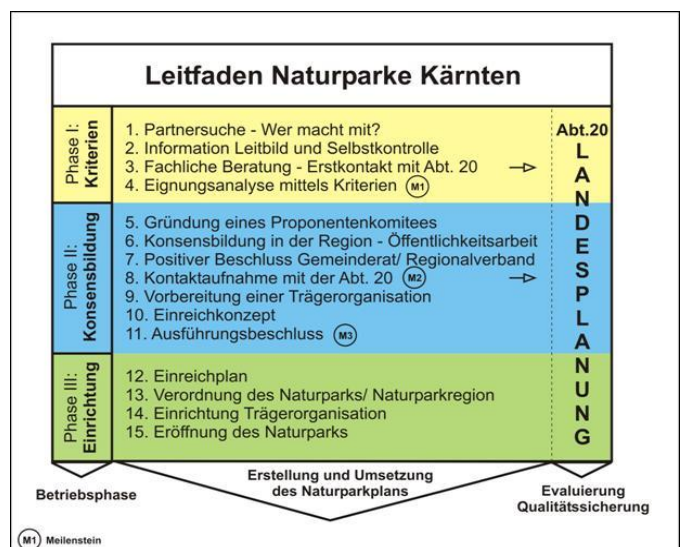 Leitfaden Naturparke Kärnten
Phase I:
Kriterien
1. Partnersuche - Wer macht mit?
2. Information Leitbild und Selbstkontrolle
3. Fachliche Beratung - Erstkontakt mit Abt. 20
4. Eignungsanalyse mittels Kriterien M1
Phase II:
Konsensbildung
5. Gründung eines Proponentenkomitees
6. Konsensbildung in der Region - Öffentlichkeitsarbeit
7. Positiver Beschluss Gemeinderat/ Regionalverband
8. Kontaktaufnahme mit der Abt. 20 M2
9. Vorbereitung einer Trägerorganisation
10. Einreichkonzept
11. Ausführungsbeschluss M3
Phase III:
Einrichtung
12. Einreichplan
13. Verordnung des Naturparks/ Naturparkregion
14. Einrichtung Trägerorganisation
15. Eröffnung des Naturparks
Abt.20
LANDESPLANUNG
Betriebsphase
Erstellung und Umsetzung
des Naturparkplans
Evaluierung
Qualitätssicherung
M1 Meilenstein